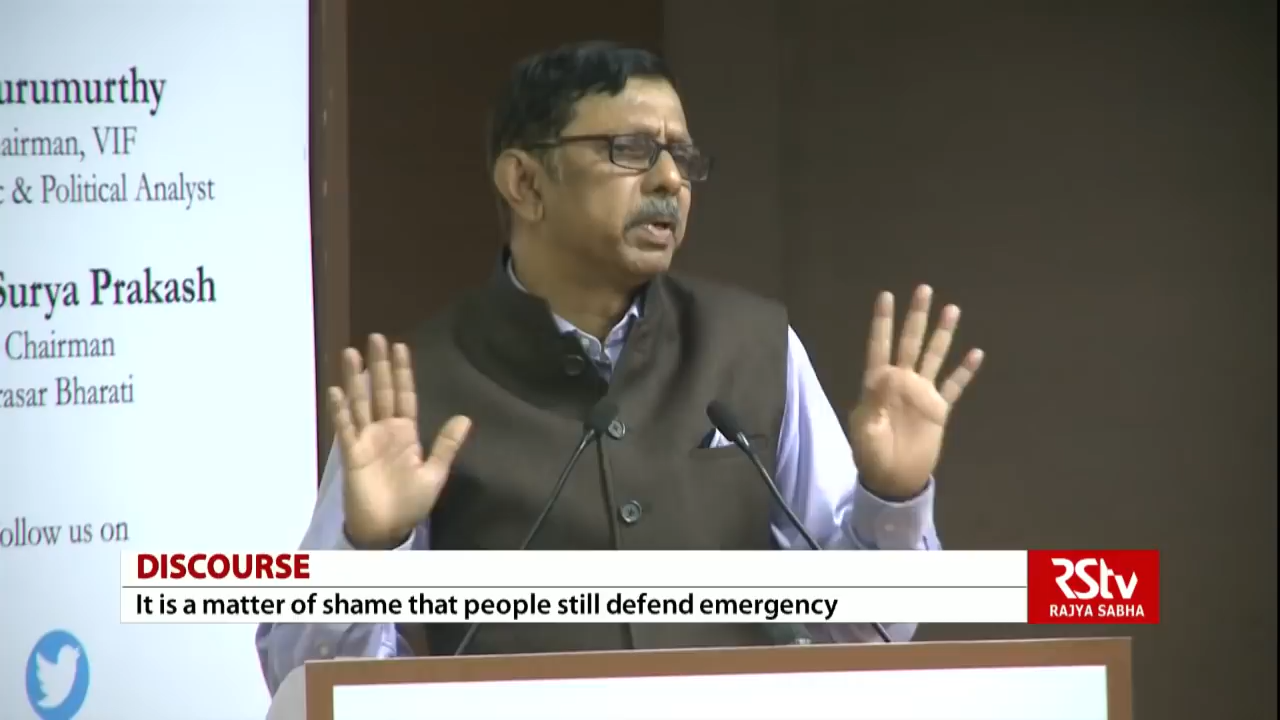 urumurthy
airman, VIF
c & Political Analyst
Surya Prakash
Chairman
rasar Bharati
ollow us on
DISCOURSE
It is a matter of shame that people still defend emergency
RSTV
RAJYA SABHA